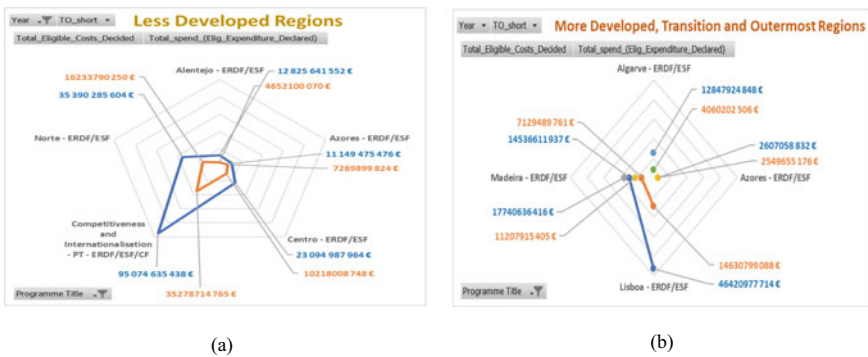 Year TO_short Less Developed Regions
Total_Eligible_Costs_Decided Total_spend_(Elig_Expenditure_Declared)
Alentejo - ERDF/ESF
12 825 641 552 €
4652100 070 €
16233790 250 €
35 390 285 604 €
Norte - ERDF/ESF
Azores - ERDF/ESF
11 149 475 476 €
7289899 824 €
Competitiveness
and
Internationalisation
- PT - ERDF/ESF/CF
Centro - ERDF/ESF
23 094 987 964 €
10218008 748 €
95 074 635 438 €
35278714 765 €
Programme Title
(a)
Year TO_short More Developed, Transition and Outermost Regions
Total_Eligible_Costs_Decided Total_spend_(Elig_Expenditure_Declared)
Algarve - ERDF/ESF
12847924 848 €
4060202 506 €
7129489 761 €
14536611 937 €
2607058 832 €
2549655 176 €
Madeira - ERDF/ESF
Azores - ERDF/ESF
17740636 416 €
11207915 405 €
14630799 088 €
46420977 714 €
Lisboa - ERDF/ESF
Programme Title
(b)